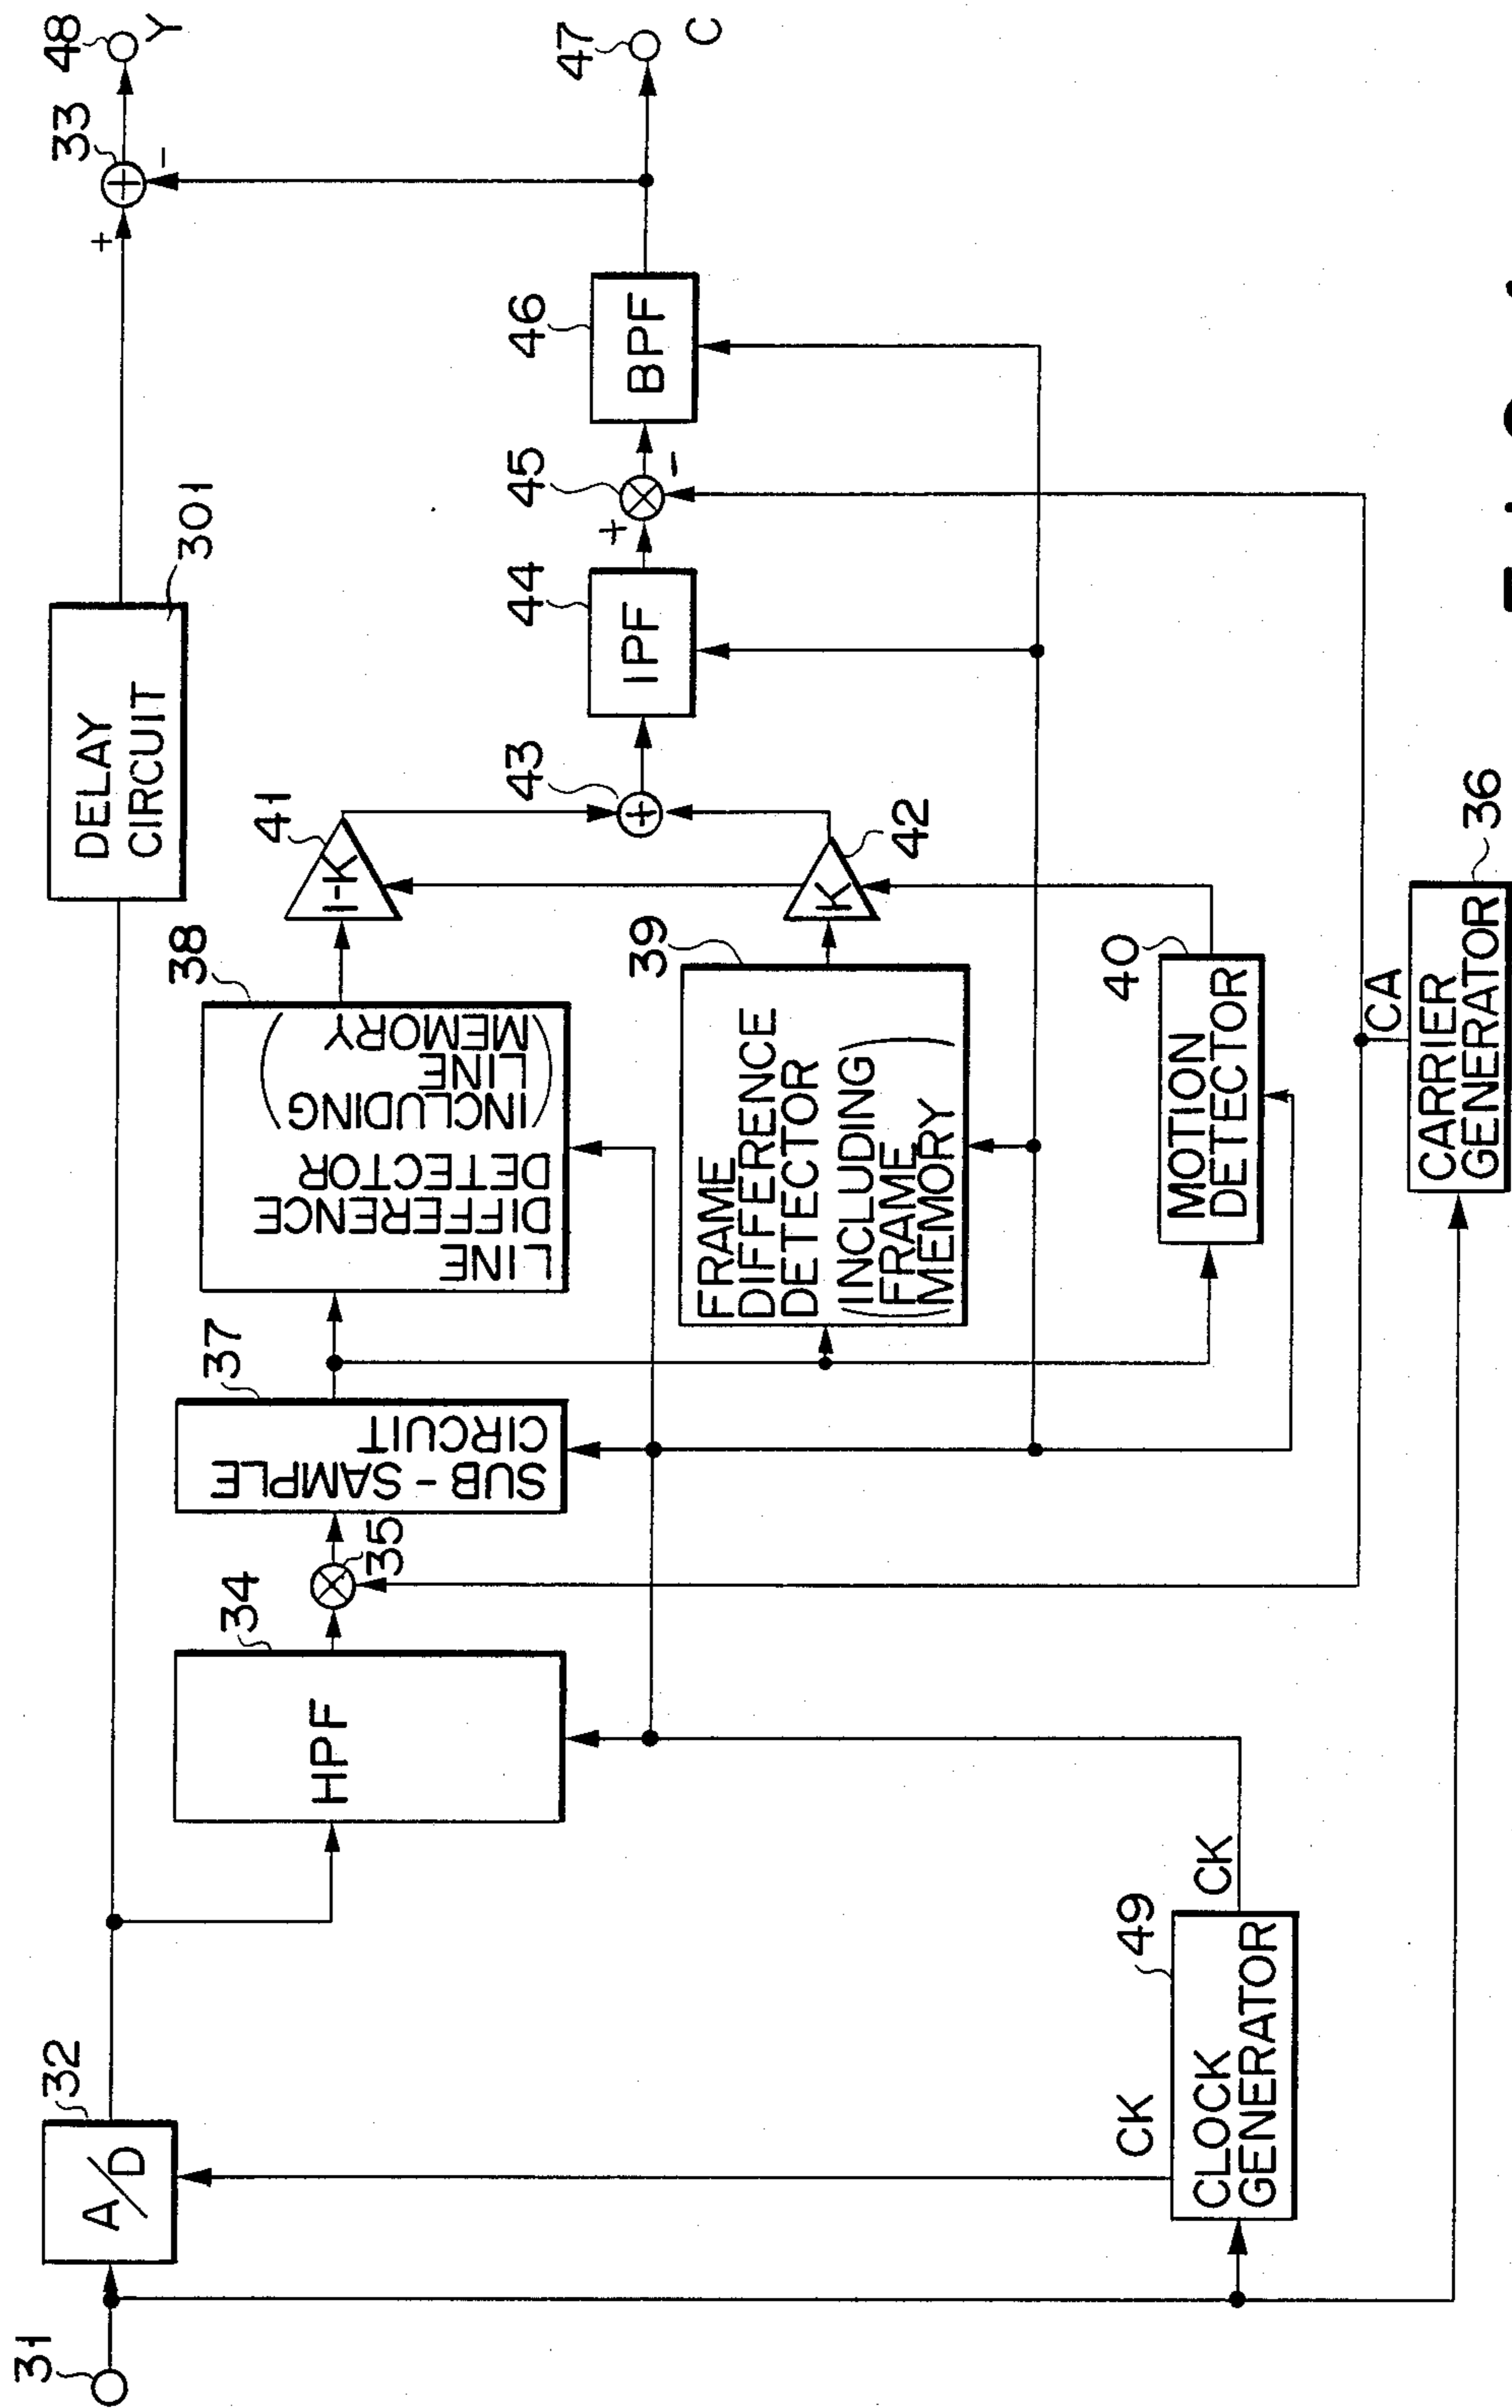 31
32
A/D
DELAY
CIRCUIT
301
+
-
33
48
Y
34
HPF
35
37
SUB-SAMPLE
CIRCUIT
38
LINE
DIFFERENCE
DETECTOR
(INCLUDING
LINE
MEMORY)
41
1-K
39
FRAME
DIFFERENCE
DETECTOR
(INCLUDING
FRAME
MEMORY)
42
K
43
+
44
IPF
+
-
45
46
BPF
47
C
40
MOTION
DETECTOR
49
CLOCK
GENERATOR
CK
CK
36
CARRIER
GENERATOR
CA